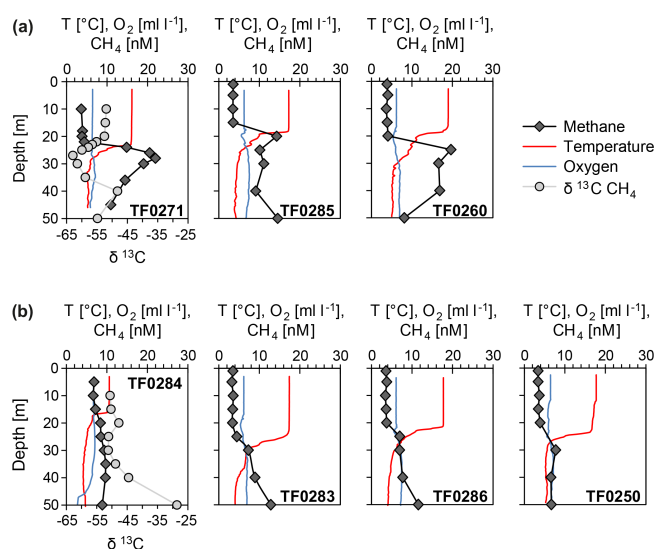 (a)
T [°C], O₂ [ml l⁻¹],
CH₄ [nM]
T [°C], O₂ [ml l⁻¹],
CH₄ [nM]
T [°C], O₂ [ml l⁻¹],
CH₄ [nM]
0 10 20 30
0 10 20 30
0 10 20 30
0
10
20
30
40
50
Depth [m]
TF0271
TF0285
TF0260
-65 -55 -45 -35 -25
δ ¹³C
Methane
Temperature
Oxygen
δ ¹³C CH₄
(b)
T [°C], O₂ [ml l⁻¹],
CH₄ [nM]
T [°C], O₂ [ml l⁻¹],
CH₄ [nM]
T [°C], O₂ [ml l⁻¹],
CH₄ [nM]
T [°C], O₂ [ml l⁻¹],
CH₄ [nM]
0 10 20 30
0 10 20 30
0 10 20 30
0 10 20 30
0
10
20
30
40
50
Depth [m]
TF0284
TF0283
TF0286
TF0250
-65 -55 -45 -35 -25
δ ¹³C